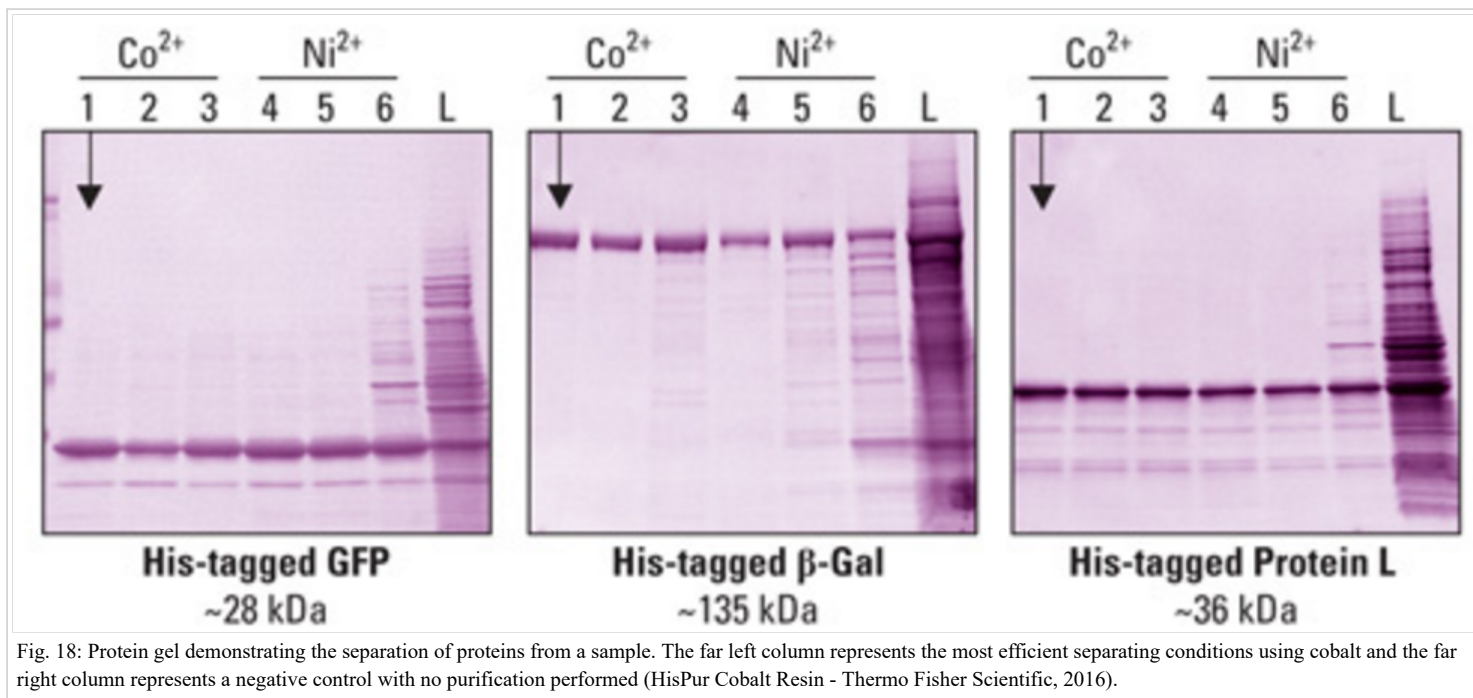 Co2+ Ni2+ Co2+ Ni2+ Co2+ Ni2+
1 2 3 4 5 6 L 1 2 3 4 5 6 L 1 2 3 4 5 6 L
His-tagged GFP His-tagged β-Gal His-tagged Protein L
~28 kDa ~135 kDa ~36 kDa
Fig. 18: Protein gel demonstrating the separation of proteins from a sample. The far left column represents the most efficient separating conditions using cobalt and the far
right column represents a negative control with no purification performed (HisPur Cobalt Resin - Thermo Fisher Scientific, 2016).